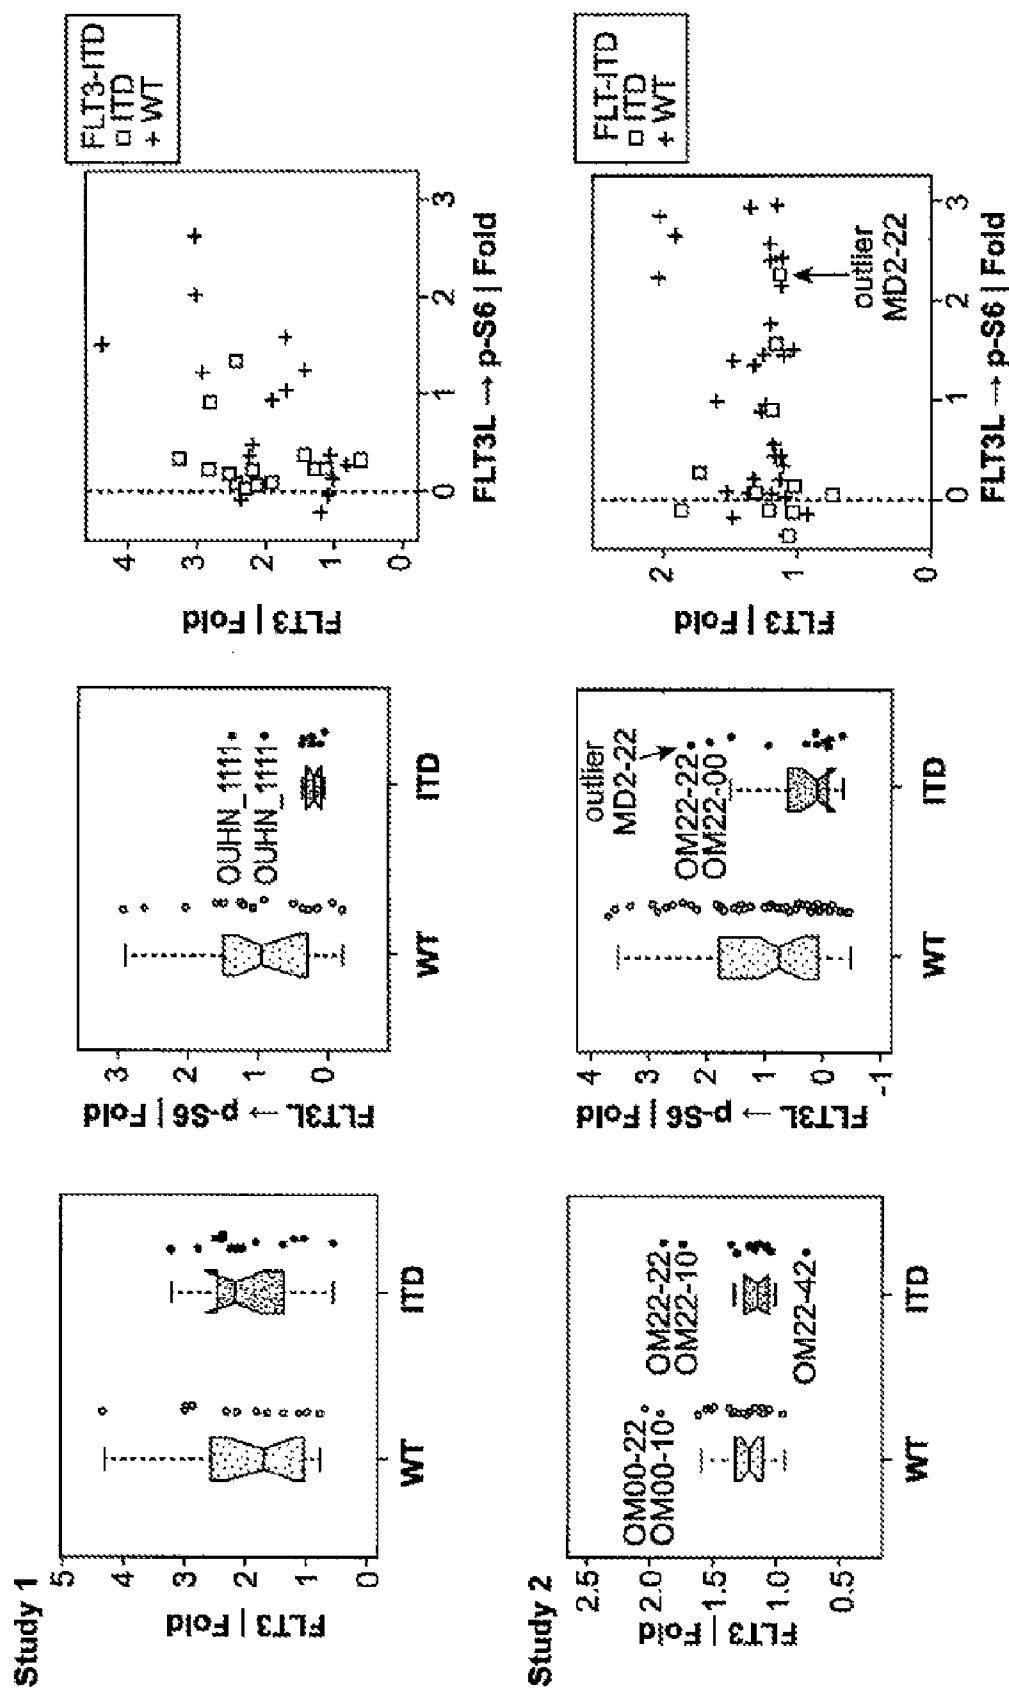 Study 1
FLT3 | Fold
5
4
3
2
1
0
WT
ITD
FLT3L → p-S6 | Fold
3
2
1
0
OUHN_1111
OUHN_1111
WT
ITD
FLT3 | Fold
4
3
2
1
0
0
1
2
3
FLT3L → p-S6 | Fold
FLT3-ITD
ITD
WT
Study 2
FLT3 | Fold
2.5
2.0
1.5
1.0
0.5
OM00-22
OM00-10
OM22-22
OM22-10
OM22-42
WT
ITD
FLT3L → p-S6 | Fold
4
3
2
1
0
-1
outlier
MD2-22
OM22-22
OM22-00
WT
ITD
FLT3 | Fold
2
1
0
outlier
MD2-22
0
1
2
3
FLT3L → p-S6 | Fold
FLT-ITD
ITD
WT